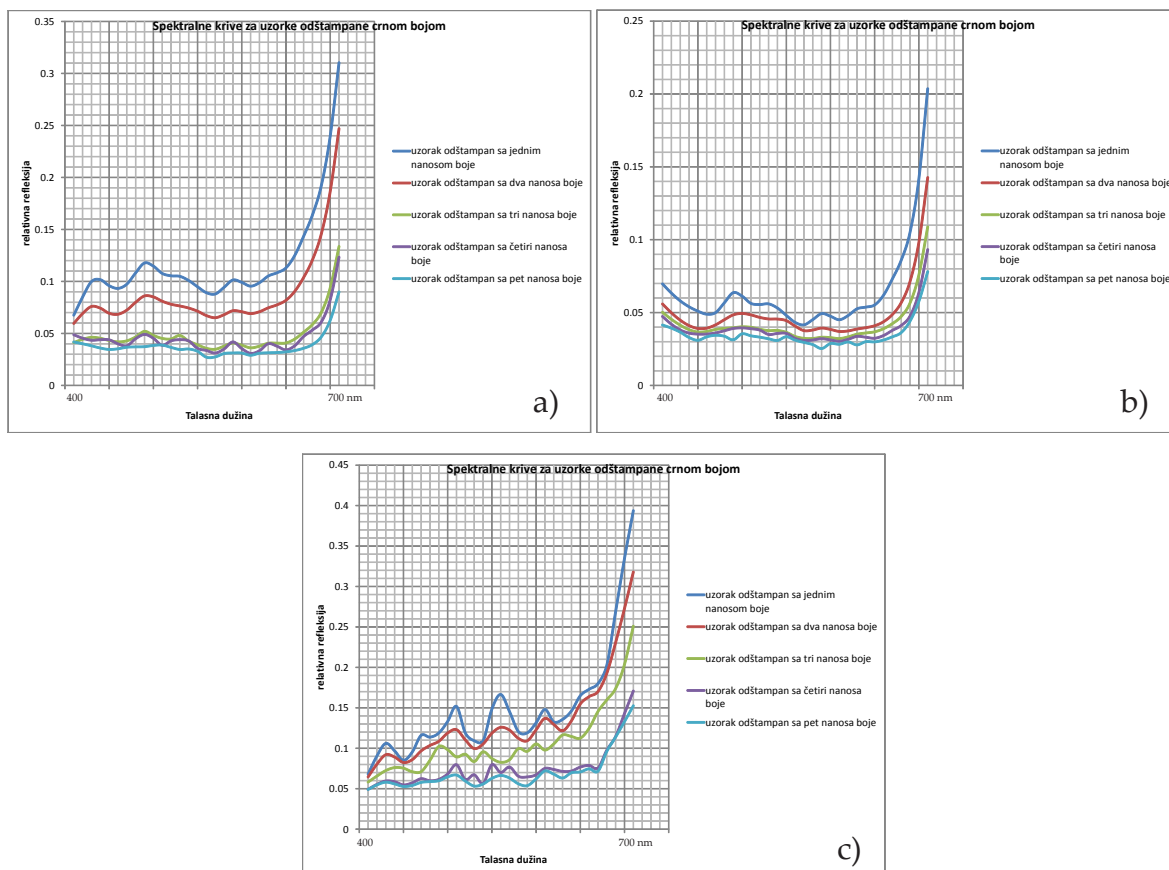 Spektralne krive za uzorke odštampane crnom bojom
0.35
0.3
0.25
0.2
0.15
0.1
0.05
0
relativna refleksija
400
700 nm
Talasna dužina
uzorak odštampan sa jednim
nanosom boje
uzorak odštampan sa dva nanosa boje
uzorak odštampan sa tri nanosa boje
uzorak odštampan sa četiri nanosa
boje
uzorak odštampan sa pet nanosa boje
a)
Spektralne krive za uzorke odštampane crnom bojom
0.25
0.2
0.15
0.1
0.05
0
relativna refleksija
400
700 nm
Talasna dužina
uzorak odštampan sa jednim
nanosom boje
uzorak odštampan sa dva nanosa boje
uzorak odštampan sa tri nanosa boje
uzorak odštampan sa četiri nanosa
boje
uzorak odštampan sa pet nanosa boje
b)
Spektralne krive za uzorke odštampane crnom bojom
0.45
0.4
0.35
0.3
0.25
0.2
0.15
0.1
0.05
0
relativna refleksija
400
700 nm
Talasna dužina
uzorak odštampan sa jednim
nanosom boje
uzorak odštampan sa dva nanosa boje
uzorak odštampan sa tri nanosa boje
uzorak odštampan sa četiri nanosa
boje
uzorak odštampan sa pet nanosa boje
c)